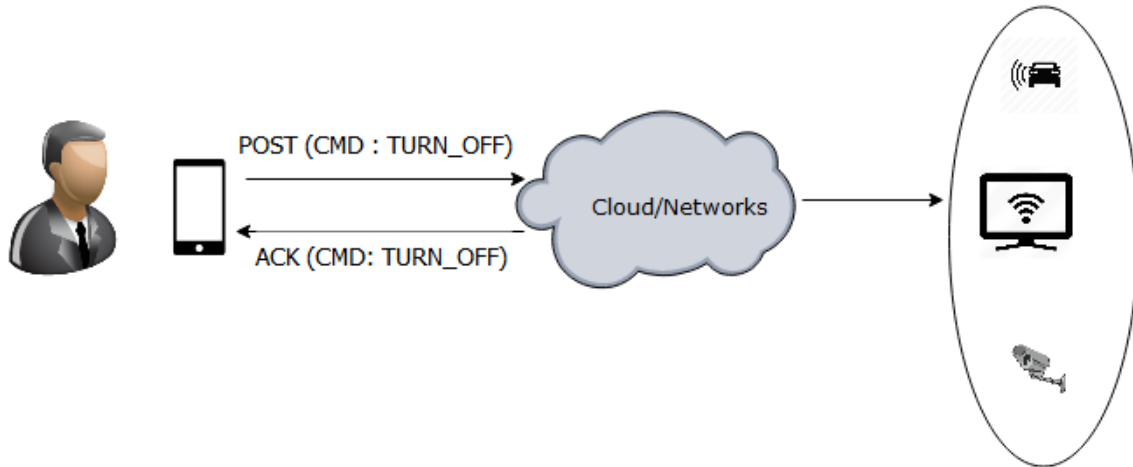 POST (CMD : TURN_OFF)
Cloud/Networks
ACK (CMD: TURN_OFF)